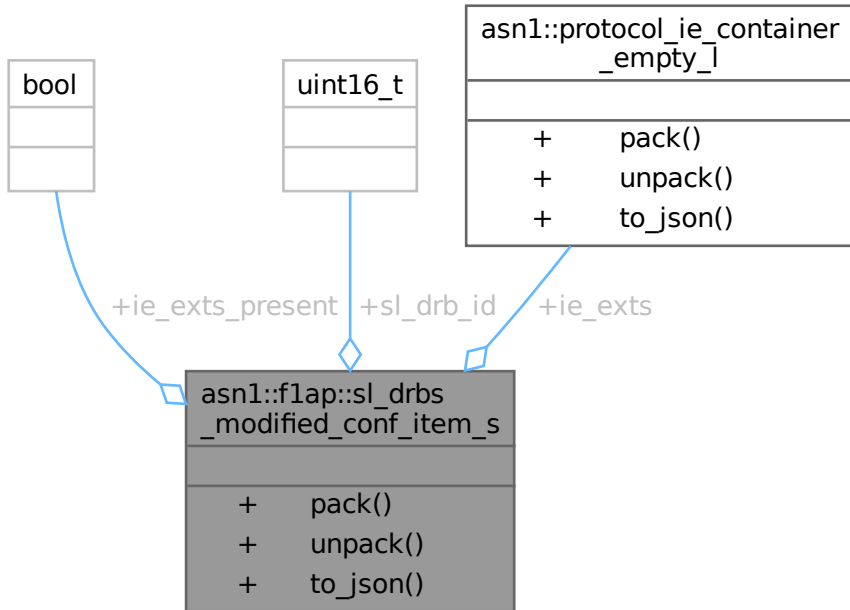 asn1::protocol_ie_container
_empty_l
bool
uint16_t
+ pack()
+ unpack()
+ to_json()
+ie_exts_present
+sl_drb_id
+ie_exts
asn1::f1ap::sl_drbs
_modified_conf_item_s
+ pack()
+ unpack()
+ to_json()